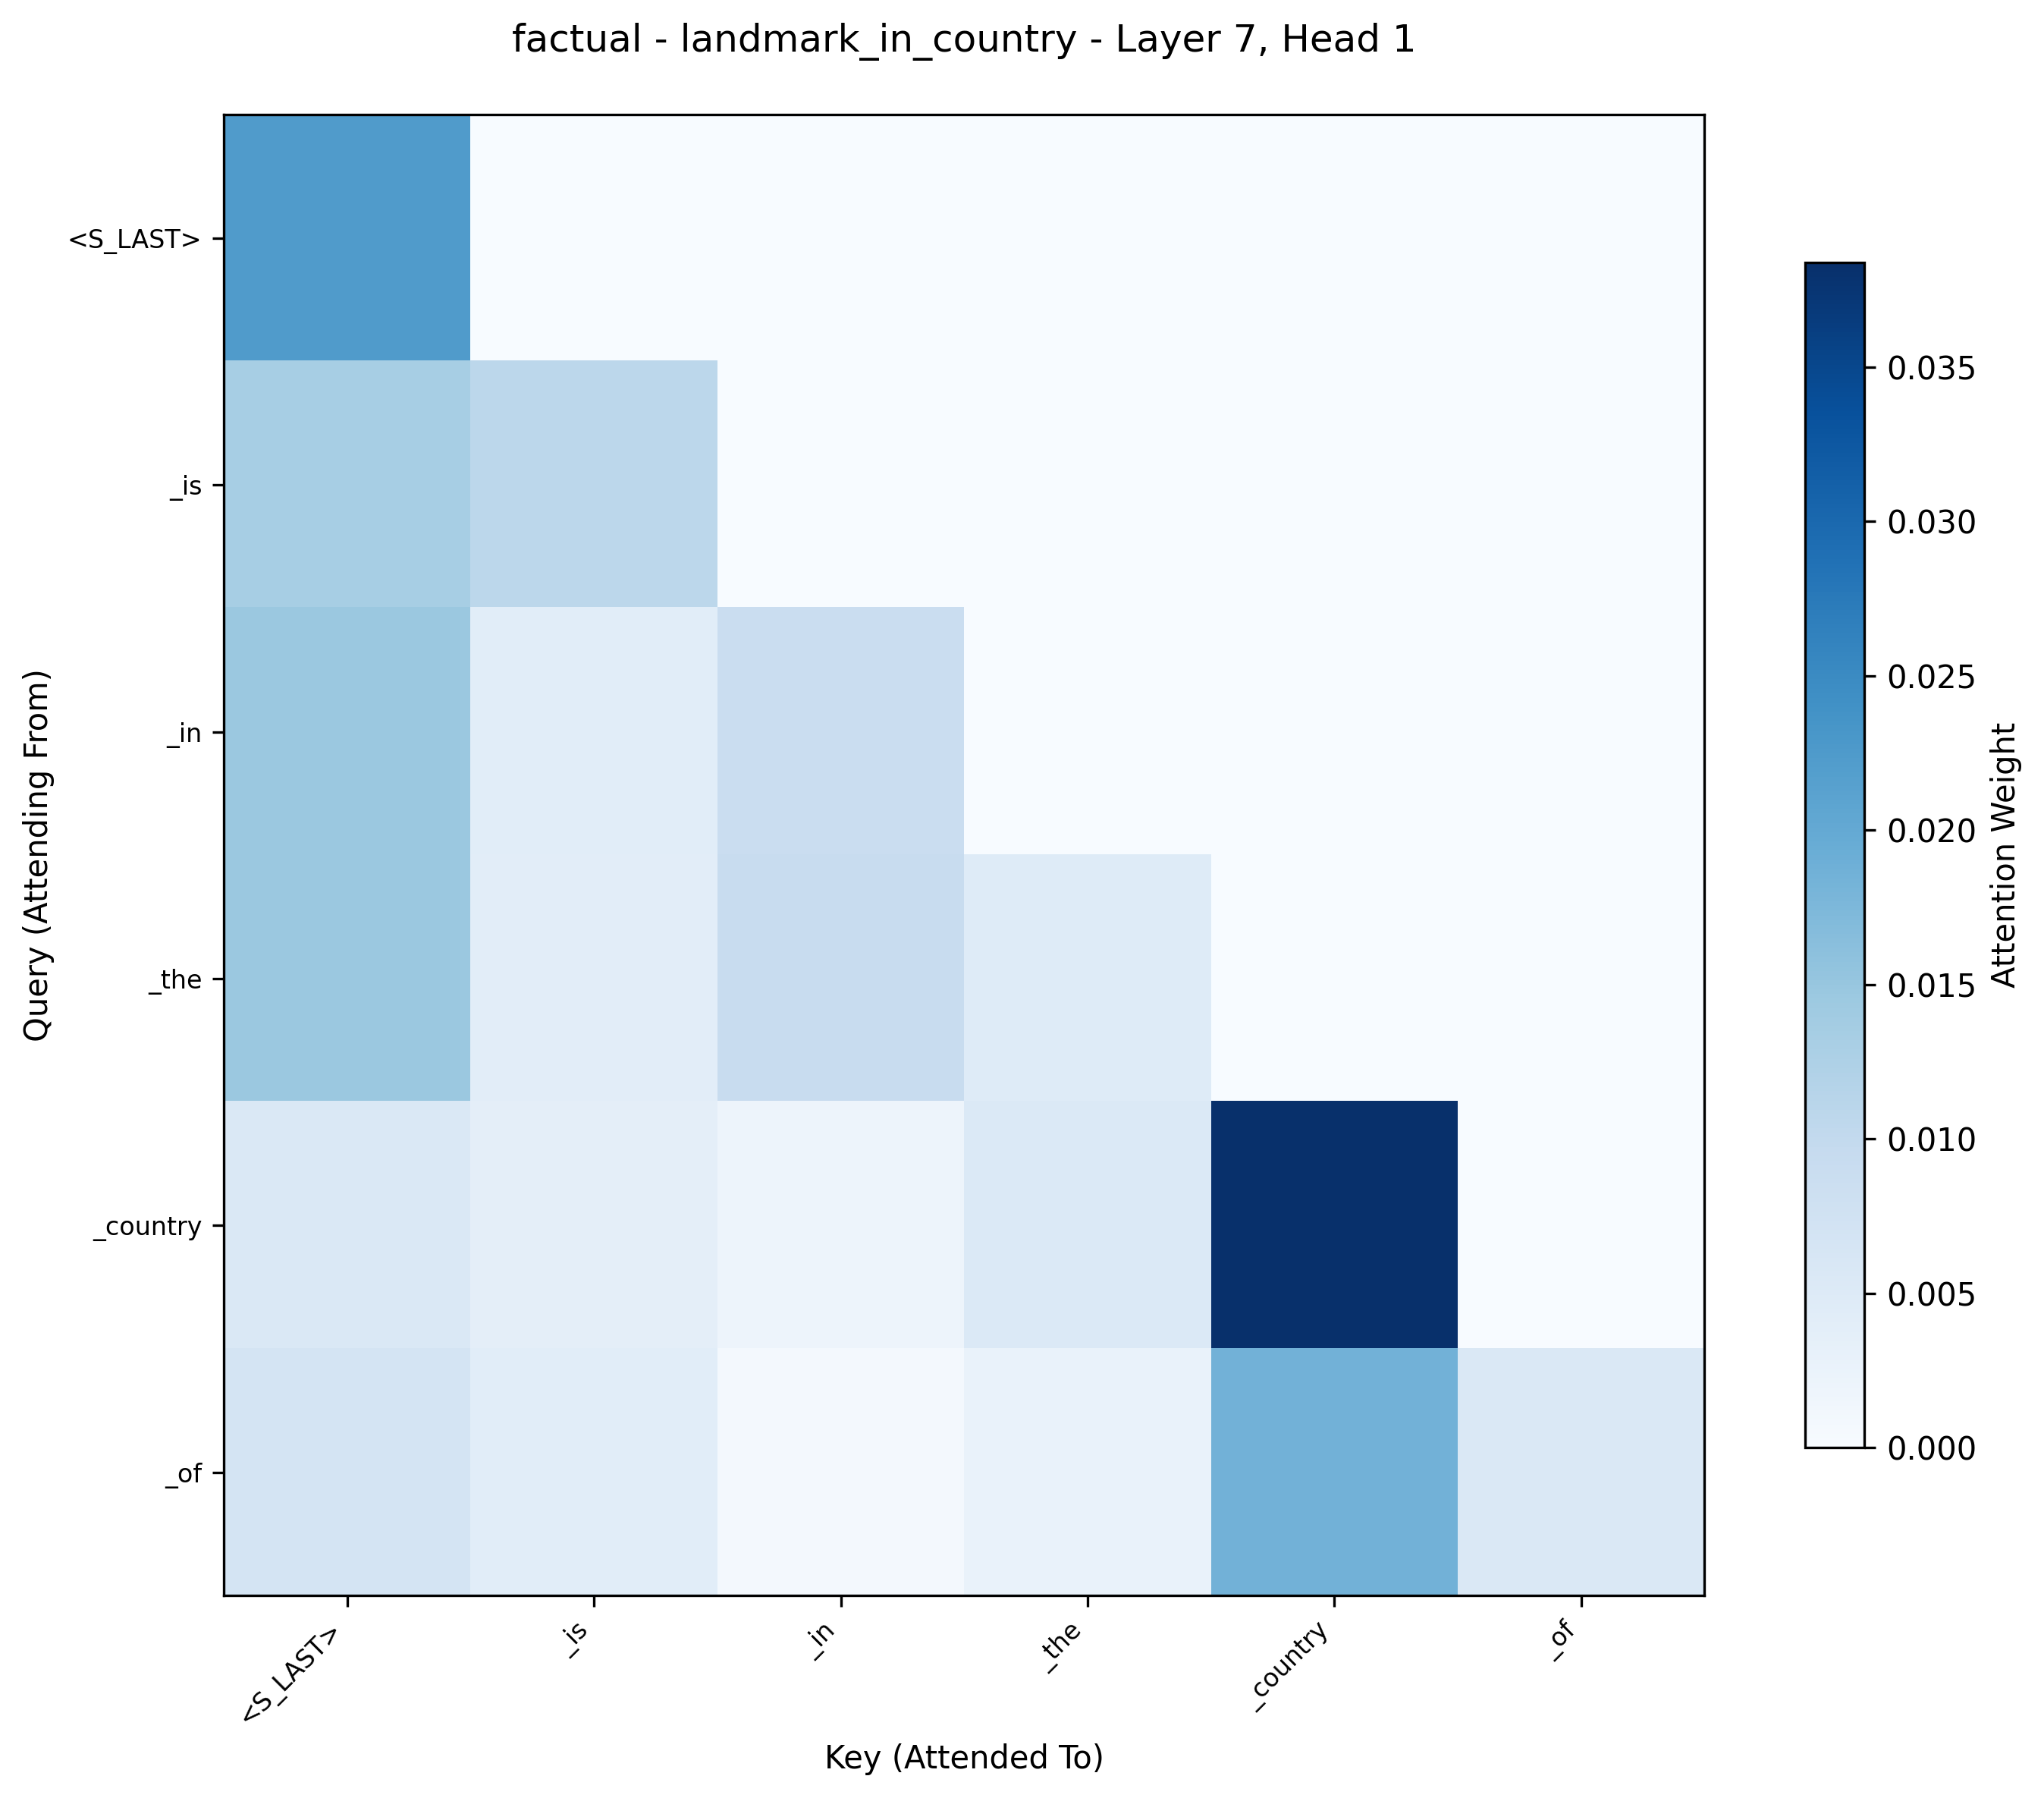 factual - landmark_in_country - Layer 7, Head 1
Query (Attending From)
<S_LAST>
_is
_in
_the
_country
_of
<S_LAST>
_is
_in
_the
_country
_of
Key (Attended To)
0.035
0.030
0.025
0.020
0.015
0.010
0.005
0.000
Attention Weight